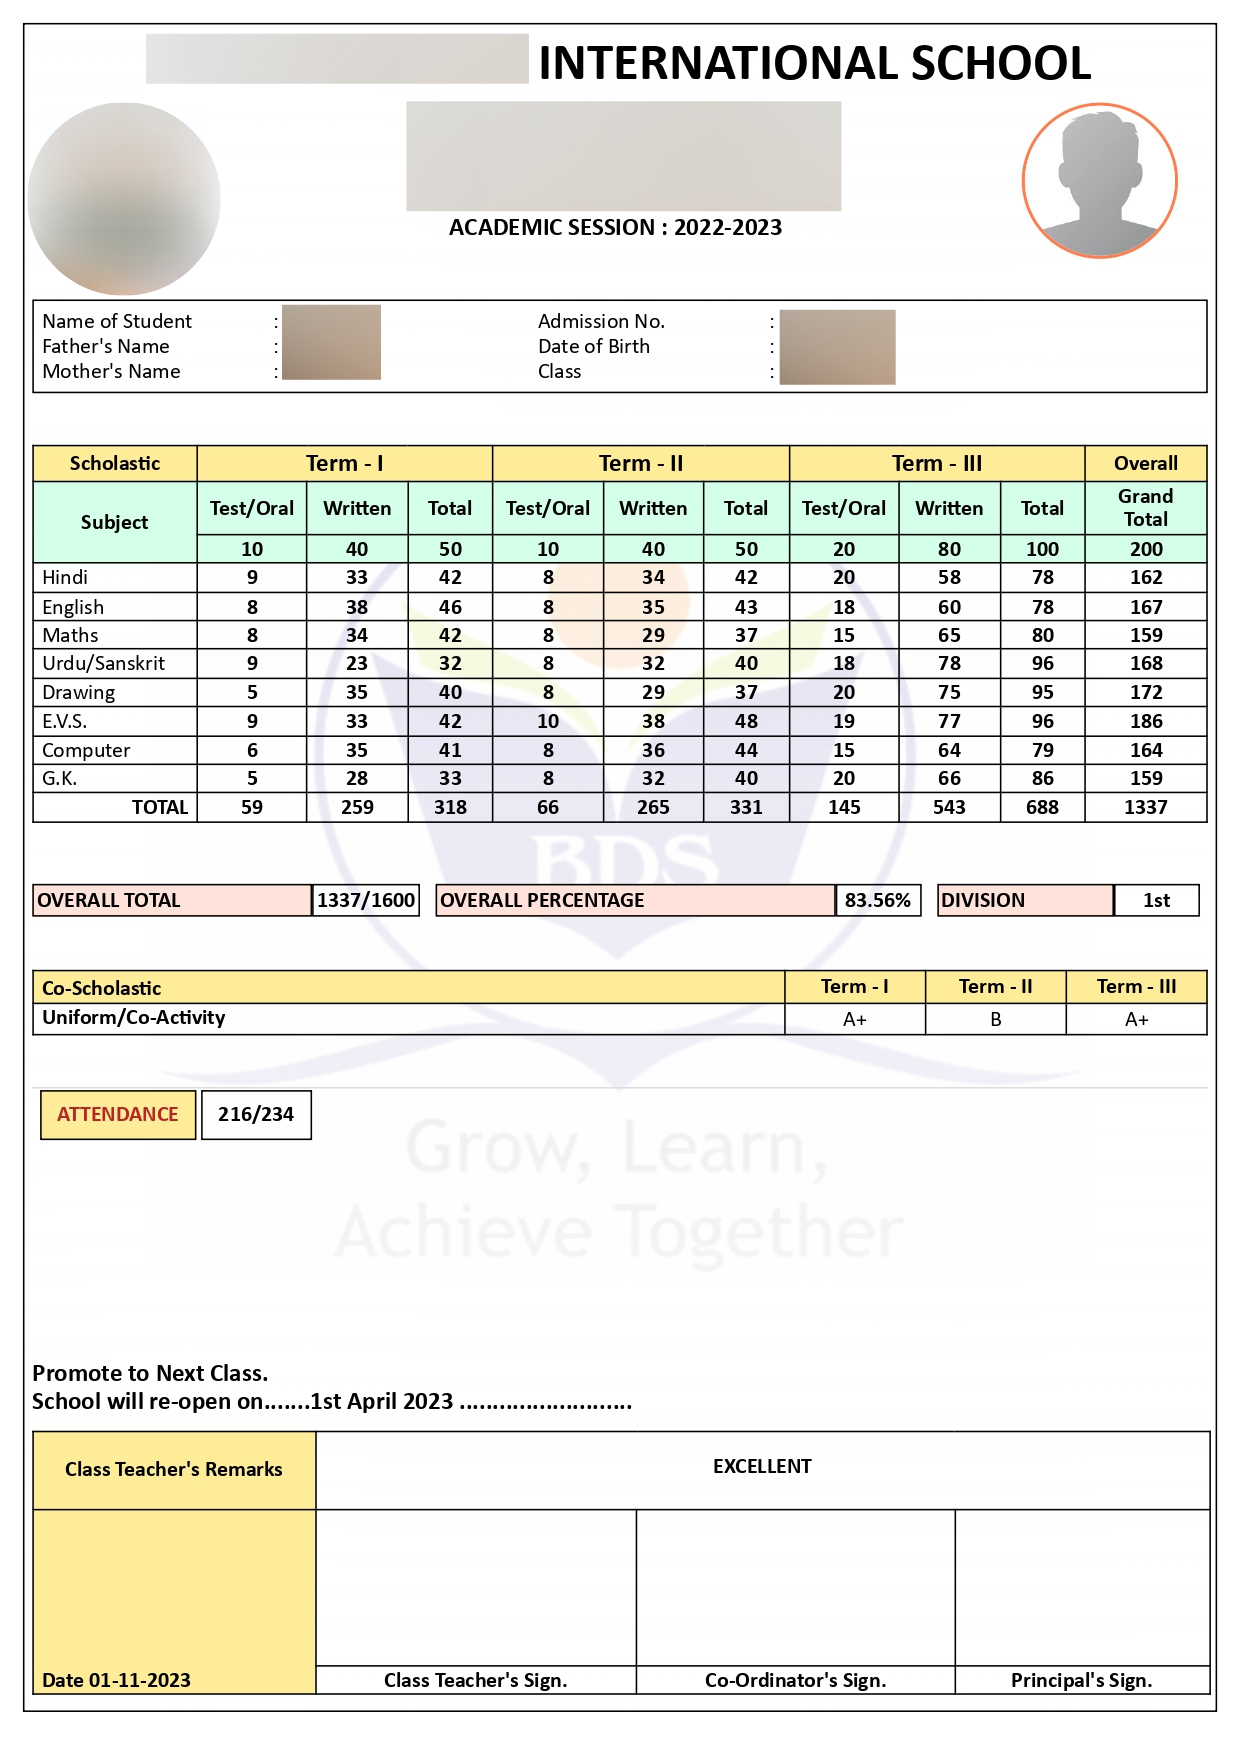 INTERNATIONAL SCHOOL
ACADEMIC SESSION : 2022-2023
Name of Student : Admission No. :
Father's Name : Date of Birth :
Mother's Name : Class :
Scholastic Term - I Term - II Term - III Overall
Subject Test/Oral Written Total Test/Oral Written Total Test/Oral Written Total Grand Total
10 40 50 10 40 50 20 80 100 200
Hindi 9 33 42 8 34 42 20 58 78 162
English 8 38 46 8 35 43 18 60 78 167
Maths 8 34 42 8 29 37 15 65 80 159
Urdu/Sanskrit 9 23 32 8 32 40 18 78 96 168
Drawing 5 35 40 8 29 37 20 75 95 172
E.V.S. 9 33 42 10 38 48 19 77 96 186
Computer 6 35 41 8 36 44 15 64 79 164
G.K. 5 28 33 8 32 40 20 66 86 159
TOTAL 59 259 318 66 265 331 145 543 688 1337
BDS
OVERALL TOTAL 1337/1600 OVERALL PERCENTAGE 83.56% DIVISION 1st
Co-Scholastic Term - I Term - II Term - III
Uniform/Co-Activity A+ B A+
ATTENDANCE 216/234
Grow, Learn,
Achieve Together
Promote to Next Class.
School will re-open on.......1st April 2023 ..........................
Class Teacher's Remarks EXCELLENT
Date 01-11-2023 Class Teacher's Sign. Co-Ordinator's Sign. Principal's Sign.